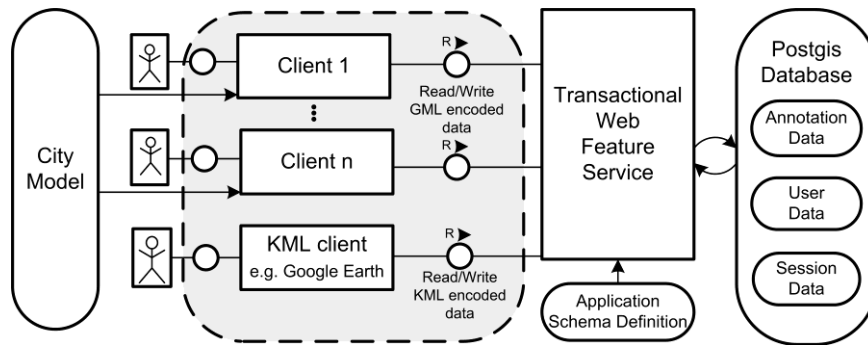 City
Model
Client 1
Client n
KML client
e.g. Google Earth
R
Read/Write
GML encoded
data
R
R
Read/Write
KML encoded
data
Transactional
Web
Feature
Service
Application
Schema Definition
Postgis
Database
Annotation
Data
User
Data
Session
Data